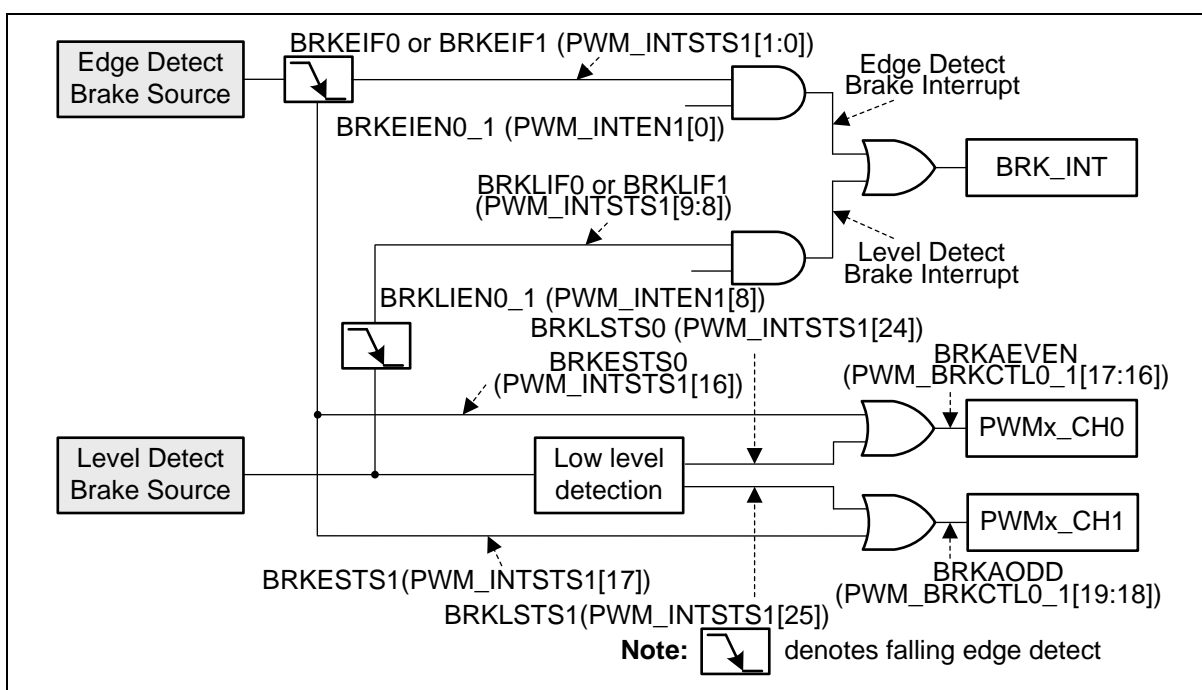 BRKEIF0 or BRKEIF1 (PWM_INTSTS1[1:0])
Edge Detect
Brake Source
Edge Detect
Brake Interrupt
BRKEIEN0_1 (PWM_INTEN1[0])
BRK_INT
BRKLIF0 or BRKLIF1
(PWM_INTSTS1[9:8])
Level Detect
Brake Interrupt
BRKLIEN0_1 (PWM_INTEN1[8])
BRKLSTS0 (PWM_INTSTS1[24])
BRKESTS0
(PWM_INTSTS1[16])
BRKAEVEN
(PWM_BRKCTL0_1[17:16])
PWMx_CH0
Level Detect
Brake Source
Low level
detection
PWMx_CH1
BRKESTS1(PWM_INTSTS1[17])
BRKAODD
(PWM_BRKCTL0_1[19:18])
BRKLSTS1(PWM_INTSTS1[25])
Note: denotes falling edge detect